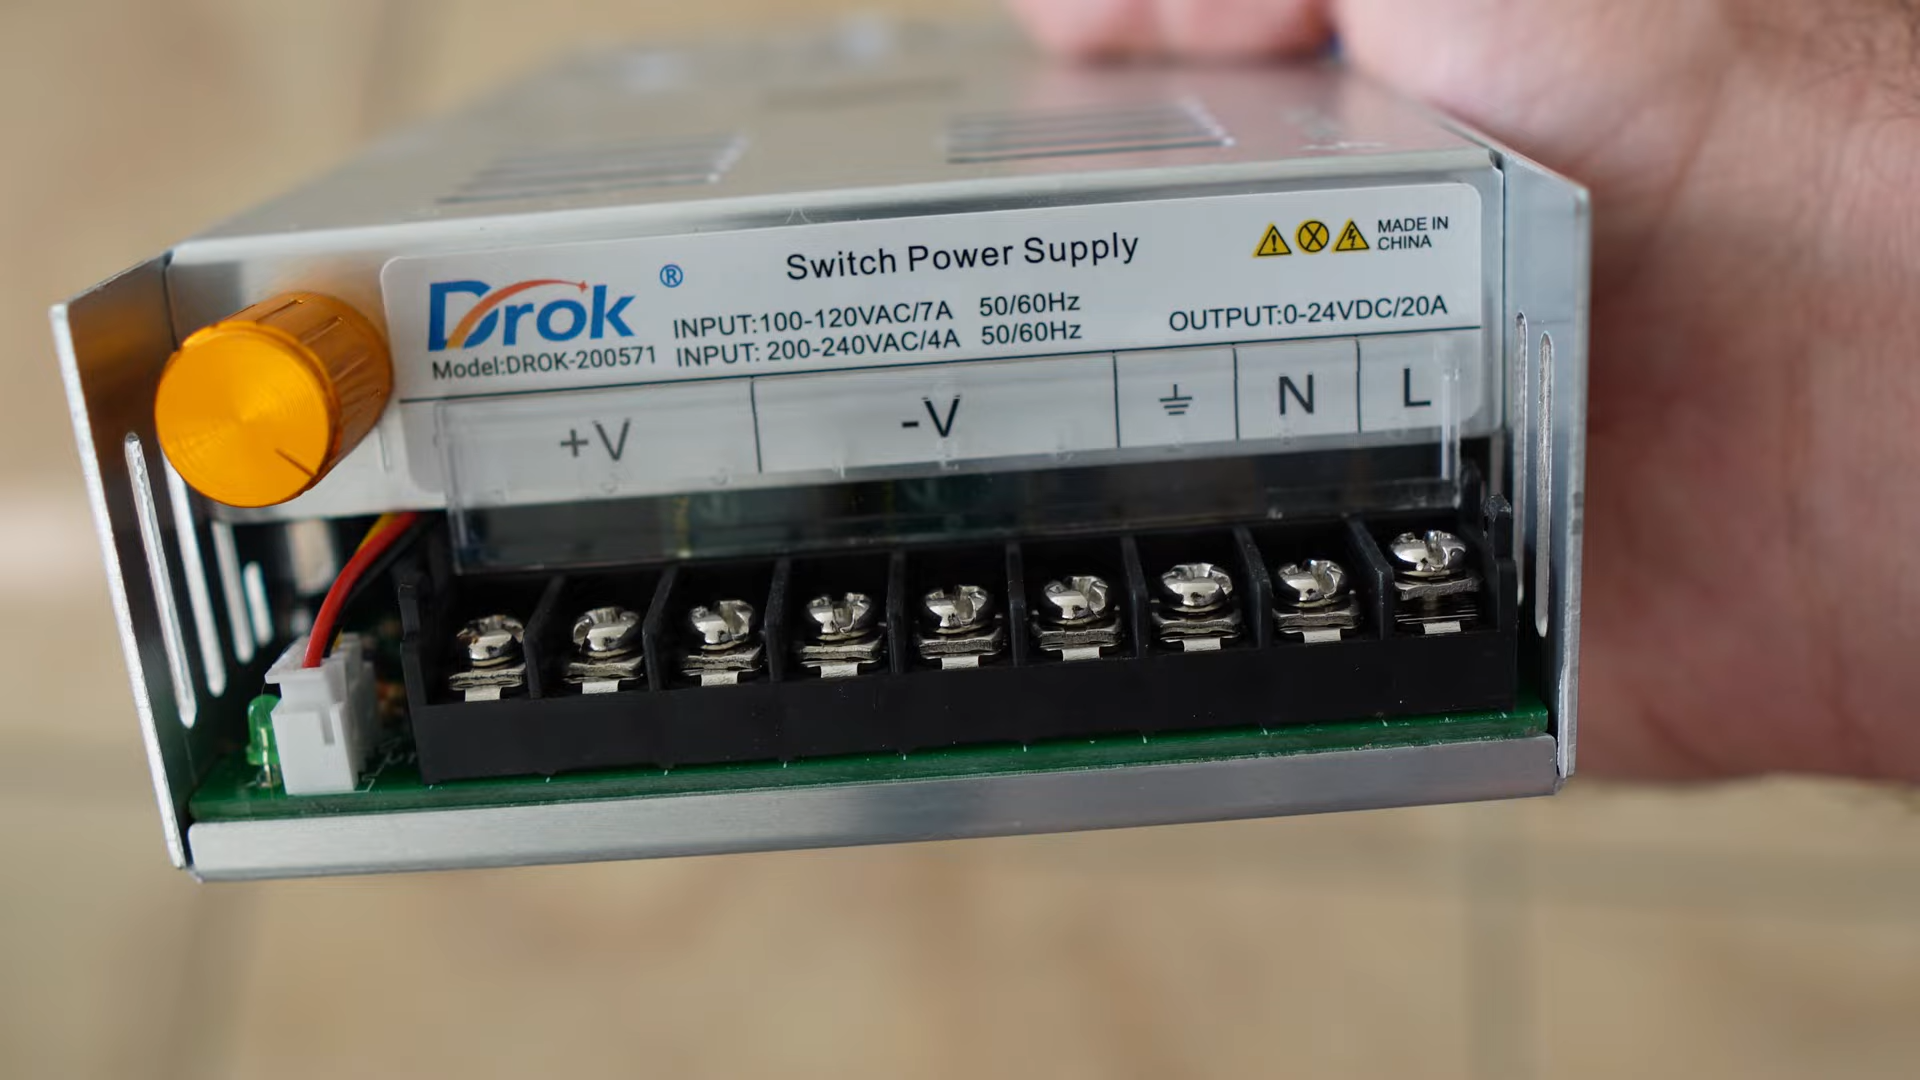 Switch Power Supply
Drok®
INPUT:100-120VAC/7A 50/60Hz
INPUT: 200-240VAC/4A 50/60Hz
Model:DROK-200571
OUTPUT:0-24VDC/20A
MADE IN
CHINA
+V -V N L